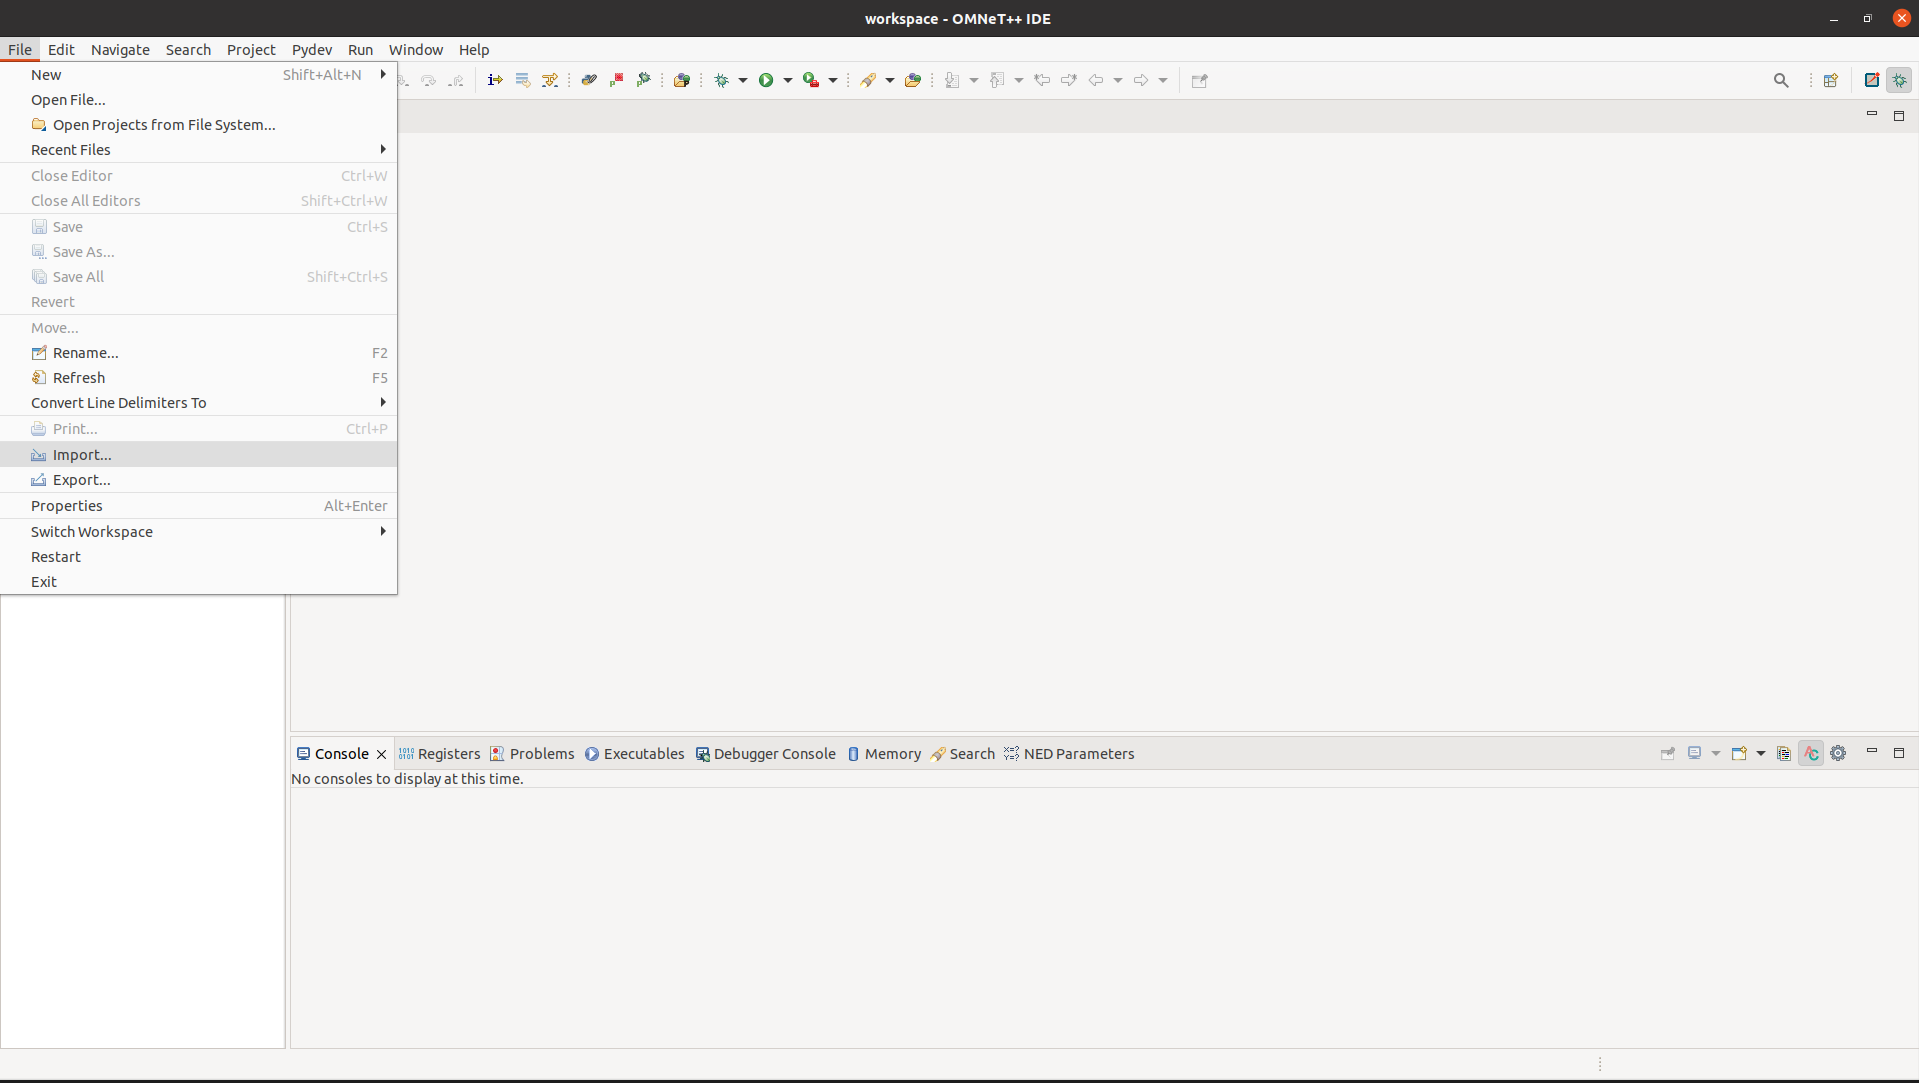 workspace - OMNeT++ IDE
File Edit Navigate Search Project Pydev Run Window Help
New Shift+Alt+N
Open File...
Open Projects from File System...
Recent Files
Close Editor Ctrl+W
Close All Editors Shift+Ctrl+W
Save Ctrl+S
Save As...
Save All Shift+Ctrl+S
Revert
Move...
Rename... F2
Refresh F5
Convert Line Delimiters To
Print... Ctrl+P
Import...
Export...
Properties Alt+Enter
Switch Workspace
Restart
Exit
Console Registers Problems Executables Debugger Console Memory Search NED Parameters
No consoles to display at this time.